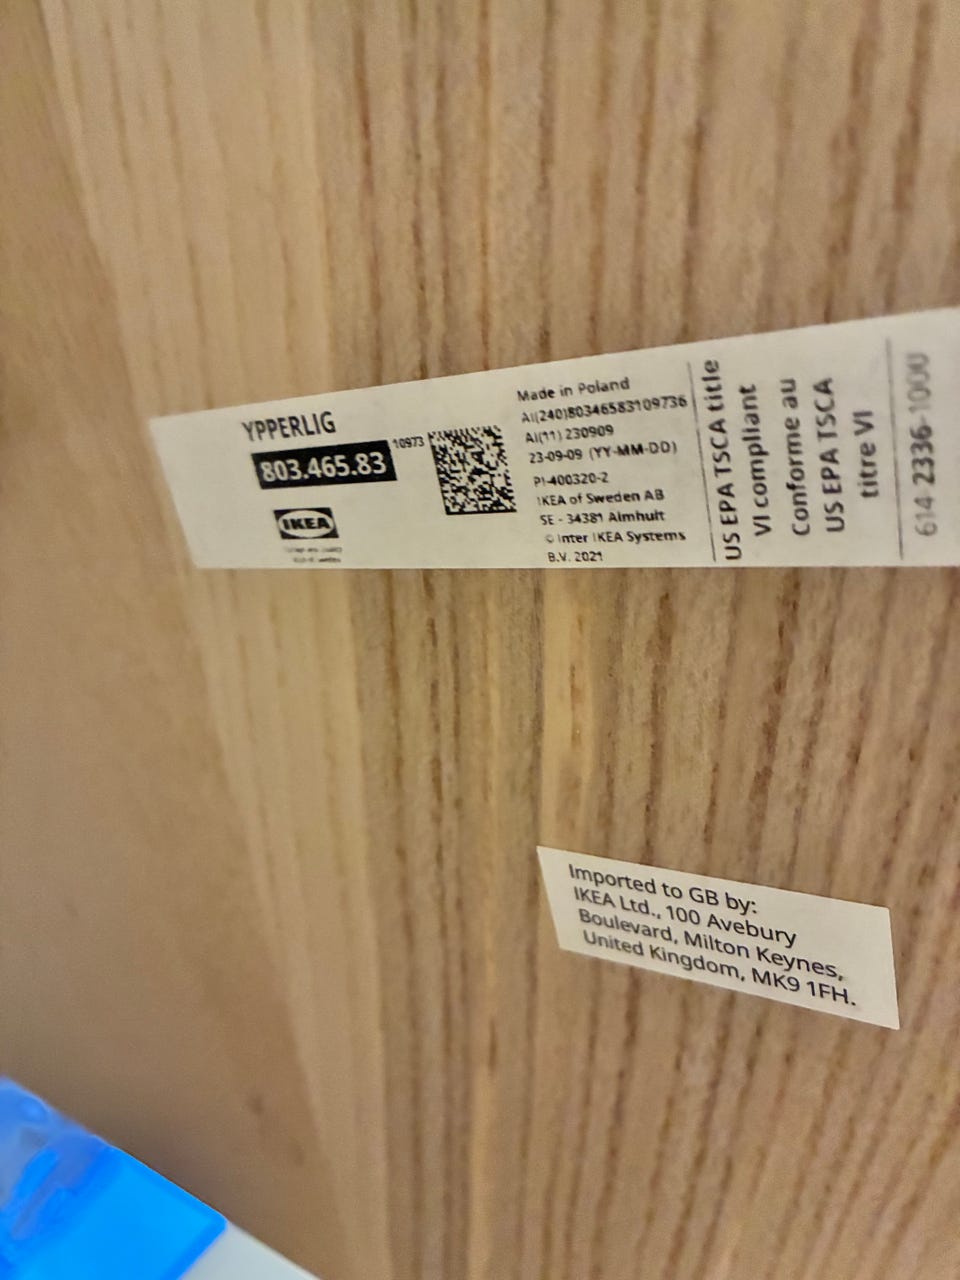 YPPERLIG
803.465.83
10973
IKEA
Made in Poland
AI(240)80346583109736
AI(11) 230909
23-09-09 (YY-MM-DD)
PI-400320-2
IKEA of Sweden AB
SE - 34381 Älmhult
© Inter IKEA Systems
B.V. 2021
US EPA TSCA title
VI compliant
Conforme au
US EPA TSCA
titre VI
614 2336-1000
Imported to GB by:
IKEA Ltd., 100 Avebury
Boulevard, Milton Keynes,
United Kingdom, MK9 1FH.